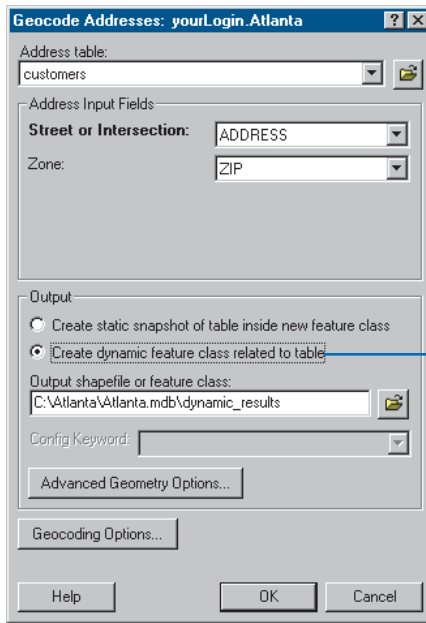 Geocode Addresses: yourLogin.Atlanta
Address table:
customers
Address Input Fields
Street or Intersection:
ADDRESS
Zone:
ZIP
Output
Create static snapshot of table inside new feature class
Create dynamic feature class related to table
Output shapefile or feature class:
C:\Atlanta\Atlanta.mdb\dynamic_results
Config Keyword:
Advanced Geometry Options...
Geocoding Options...
Help OK Cancel